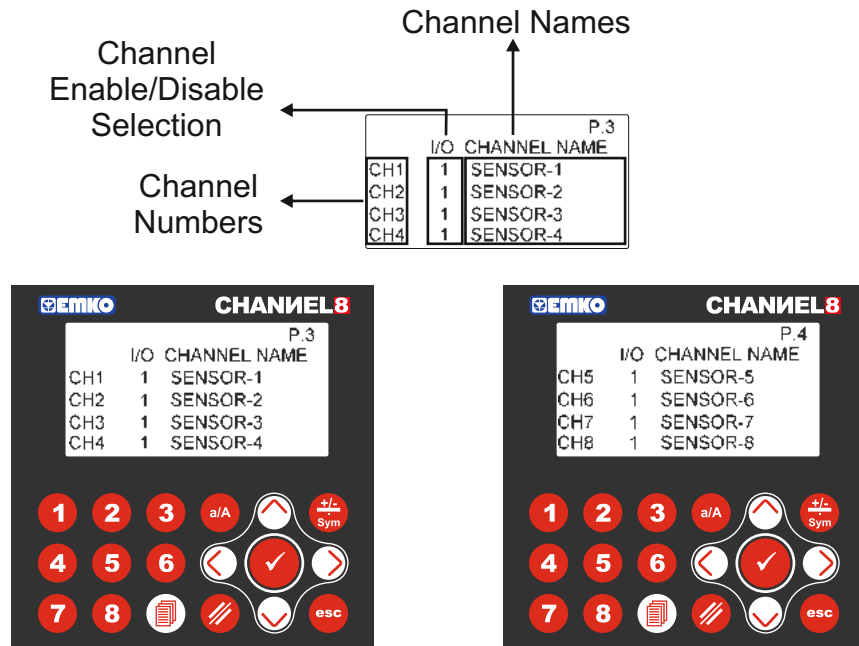 Channel Names
Channel
Enable/Disable
Selection
Channel
Numbers
P.3
I/O CHANNEL NAME
CH1 1 SENSOR-1
CH2 1 SENSOR-2
CH3 1 SENSOR-3
CH4 1 SENSOR-4
EMKO CHANИEL8
P.3
I/O CHANNEL NAME
CH1 1 SENSOR-1
CH2 1 SENSOR-2
CH3 1 SENSOR-3
CH4 1 SENSOR-4
1 2 3 a/A +/- . Sym
4 5 6
7 8 esc
EMKO CHANИEL8
P.4
I/O CHANNEL NAME
CH5 1 SENSOR-5
CH6 1 SENSOR-6
CH7 1 SENSOR-7
CH8 1 SENSOR-8
1 2 3 a/A +/- . Sym
4 5 6
7 8 esc